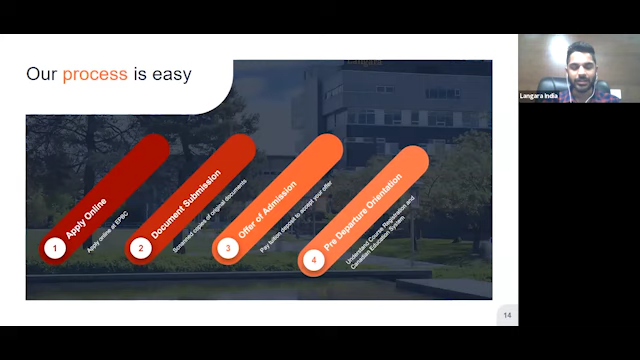 Our process is easy
Langara
Langara India
1
Apply Online
Apply online at EPBC
2
Document Submission
Scanned copies of original documents
3
Offer of Admission
Pay tuition deposit to accept your offer
4
Pre Departure Orientation
Understand Course Registration and
Canadian Education System
14